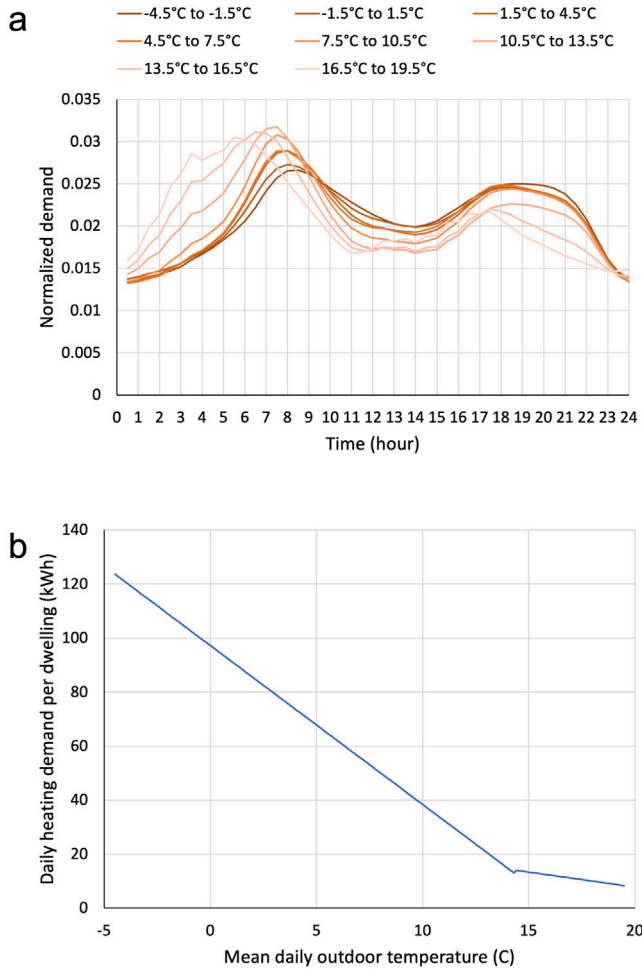 a
-4.5°C to -1.5°C -1.5°C to 1.5°C 1.5°C to 4.5°C
4.5°C to 7.5°C 7.5°C to 10.5°C 10.5°C to 13.5°C
13.5°C to 16.5°C 16.5°C to 19.5°C
0.035
0.03
0.025
0.02
0.015
0.01
0.005
0
Normalized demand
0 1 2 3 4 5 6 7 8 9 10 11 12 13 14 15 16 17 18 19 20 21 22 23 24
Time (hour)
b
140
120
100
80
60
40
20
0
Daily heating demand per dwelling (kWh)
-5 0 5 10 15 20
Mean daily outdoor temperature (C)